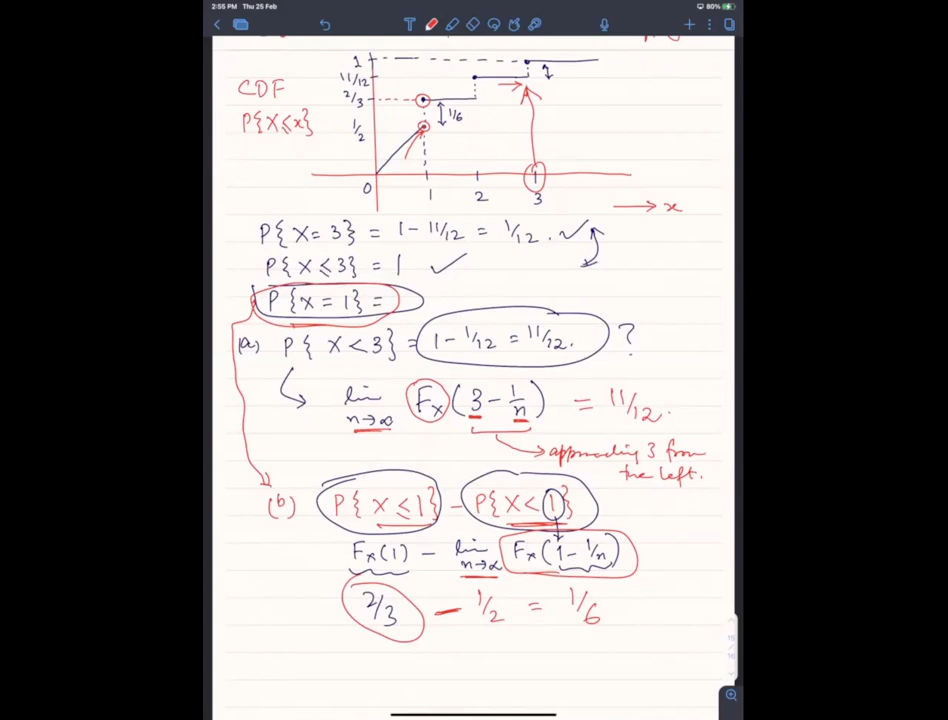 2:55 PM Thu 25 Feb
80%
1
11/12
CDF
2/3
P{X≤x}
1/6
1/2
0 1 2 3
x
P{X=3} = 1 - 11/12 = 1/12. ✓
P{X≤3} = 1 ✓
P{X=1} =
(a) P{X<3} = 1 - 1/12 = 11/12. ?
lim n→∞ Fx(3 - 1/n) = 11/12.
approaching 3 from
the left.
(b) P{X≤1} - P{X<1}
Fx(1) - lim n→∞ Fx(1 - 1/n)
2/3 - 1/2 = 1/6